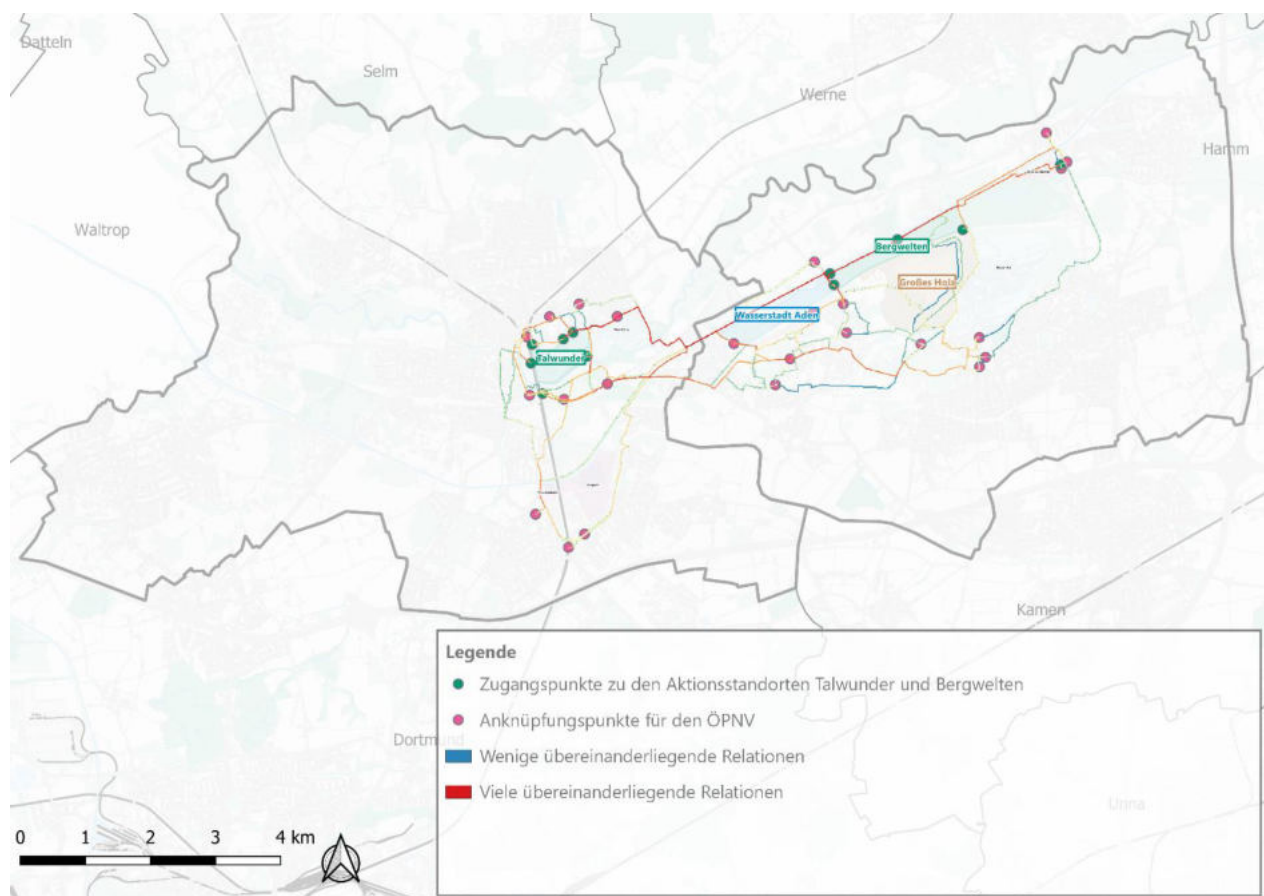 Datteln
Selm
Werne
Hamm
Waltrop
Bergwelten
Großes Holz
Wasserstadt Aden
Talwunder
Kamen
Dortmund
Unna
Legende
Zugangspunkte zu den Aktionsstandorten Talwunder und Bergwelten
Anknüpfungspunkte für den ÖPNV
Wenige übereinanderliegende Relationen
Viele übereinanderliegende Relationen
0 1 2 3 4 km